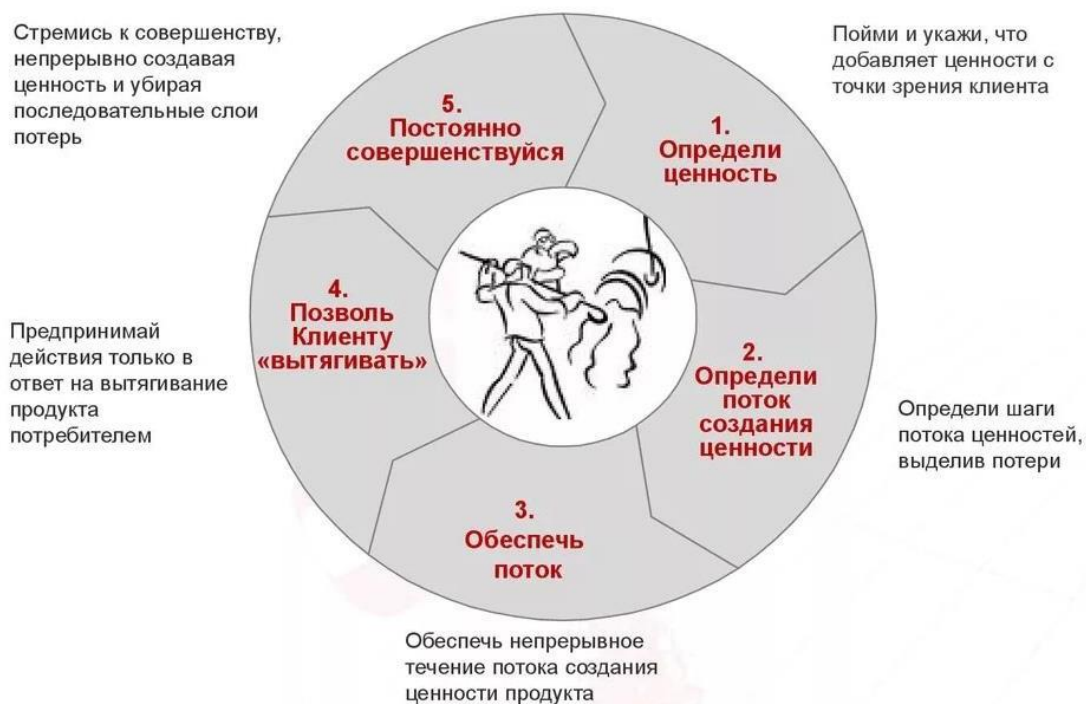 Стремись к совершенству,
непрерывно создавая
ценность и убирая
последовательные слои
потерь
Пойми и укажи, что
добавляет ценности с
точки зрения клиента
5.
Постоянно
совершенствуйся
1.
Определи
ценность
4.
Позволь
Клиенту
«вытягивать»
2.
Определи
поток
создания
ценности
Предпринимай
действия только в
ответ на вытягивание
продукта
потребителем
Определи шаги
потока ценностей,
выделив потери
3.
Обеспечь
поток
Обеспечь непрерывное
течение потока создания
ценности продукта